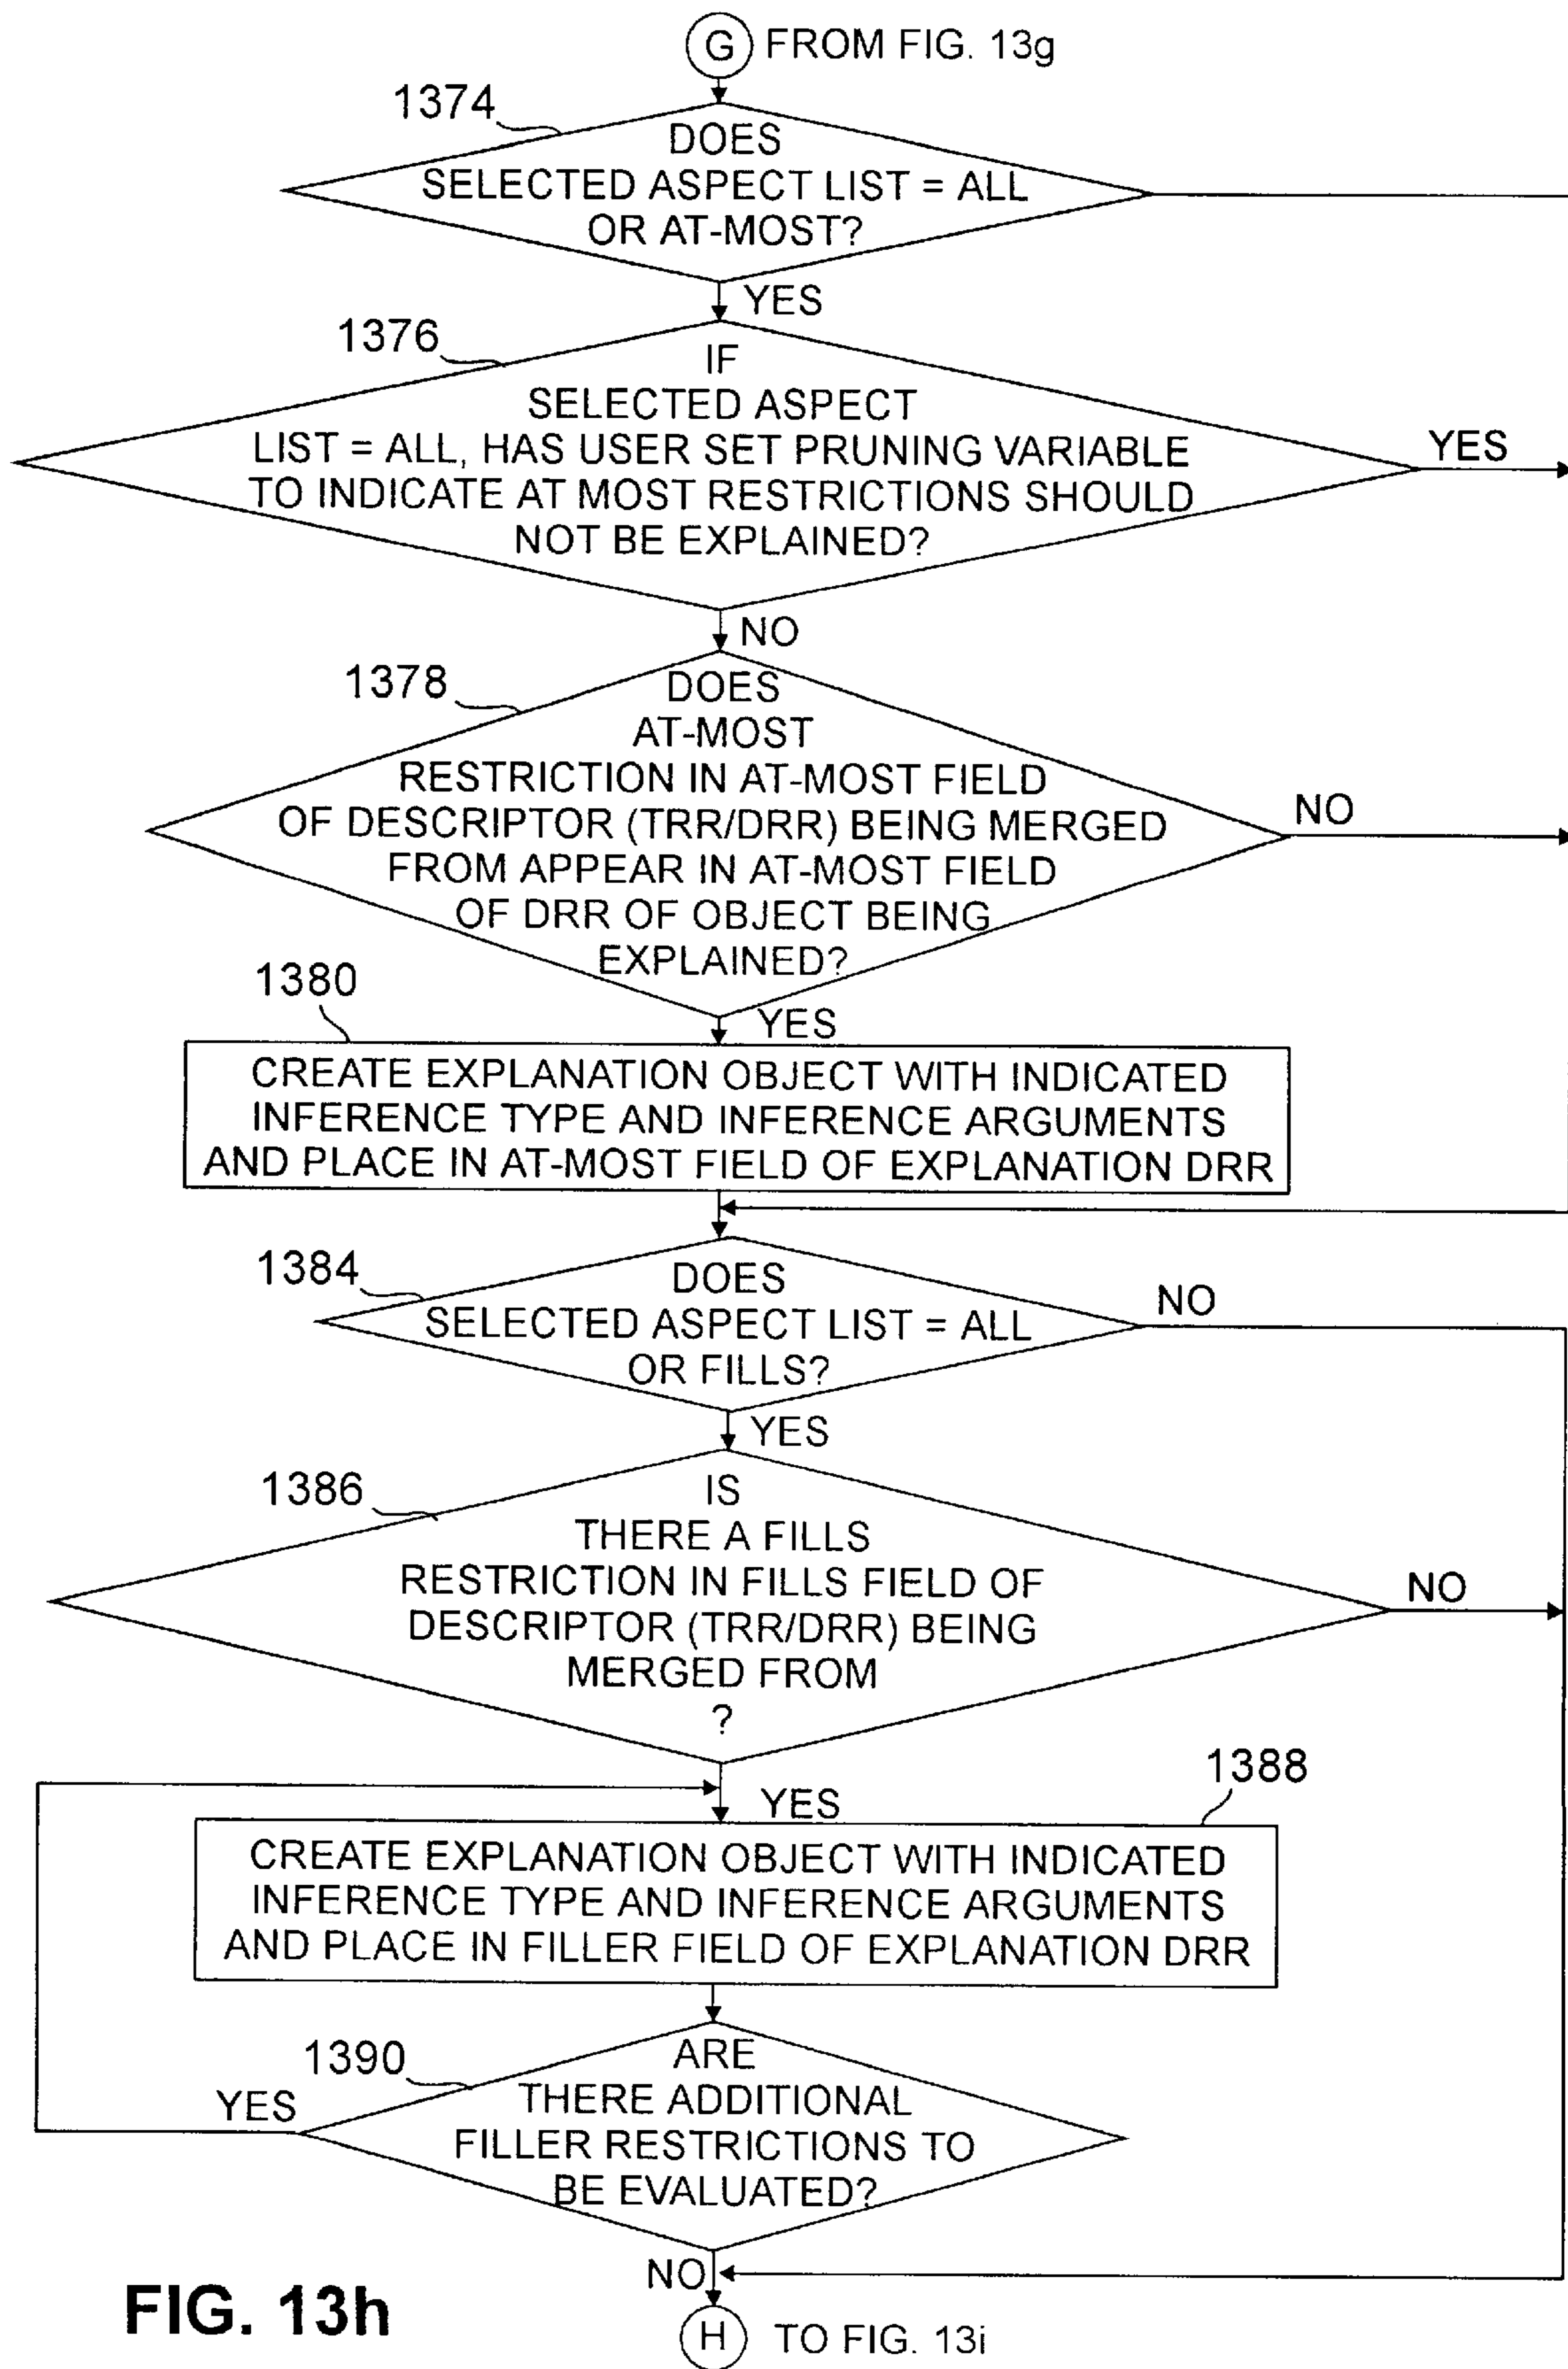 G FROM FIG. 13g
1374
DOES
SELECTED ASPECT LIST = ALL
OR AT-MOST?
YES
1376
IF
SELECTED ASPECT
LIST = ALL, HAS USER SET PRUNING VARIABLE
TO INDICATE AT MOST RESTRICTIONS SHOULD
NOT BE EXPLAINED?
YES
NO
1378
DOES
AT-MOST
RESTRICTION IN AT-MOST FIELD
OF DESCRIPTOR (TRR/DRR) BEING MERGED
FROM APPEAR IN AT-MOST FIELD
OF DRR OF OBJECT BEING
EXPLAINED?
NO
YES
1380
CREATE EXPLANATION OBJECT WITH INDICATED
INFERENCE TYPE AND INFERENCE ARGUMENTS
AND PLACE IN AT-MOST FIELD OF EXPLANATION DRR
1384
DOES
SELECTED ASPECT LIST = ALL
OR FILLS?
NO
YES
1386
IS
THERE A FILLS
RESTRICTION IN FILLS FIELD OF
DESCRIPTOR (TRR/DRR) BEING
MERGED FROM
?
NO
YES
1388
CREATE EXPLANATION OBJECT WITH INDICATED
INFERENCE TYPE AND INFERENCE ARGUMENTS
AND PLACE IN FILLER FIELD OF EXPLANATION DRR
1390
ARE
THERE ADDITIONAL
FILLER RESTRICTIONS TO
BE EVALUATED?
YES
NO
H TO FIG. 13i
FIG. 13h